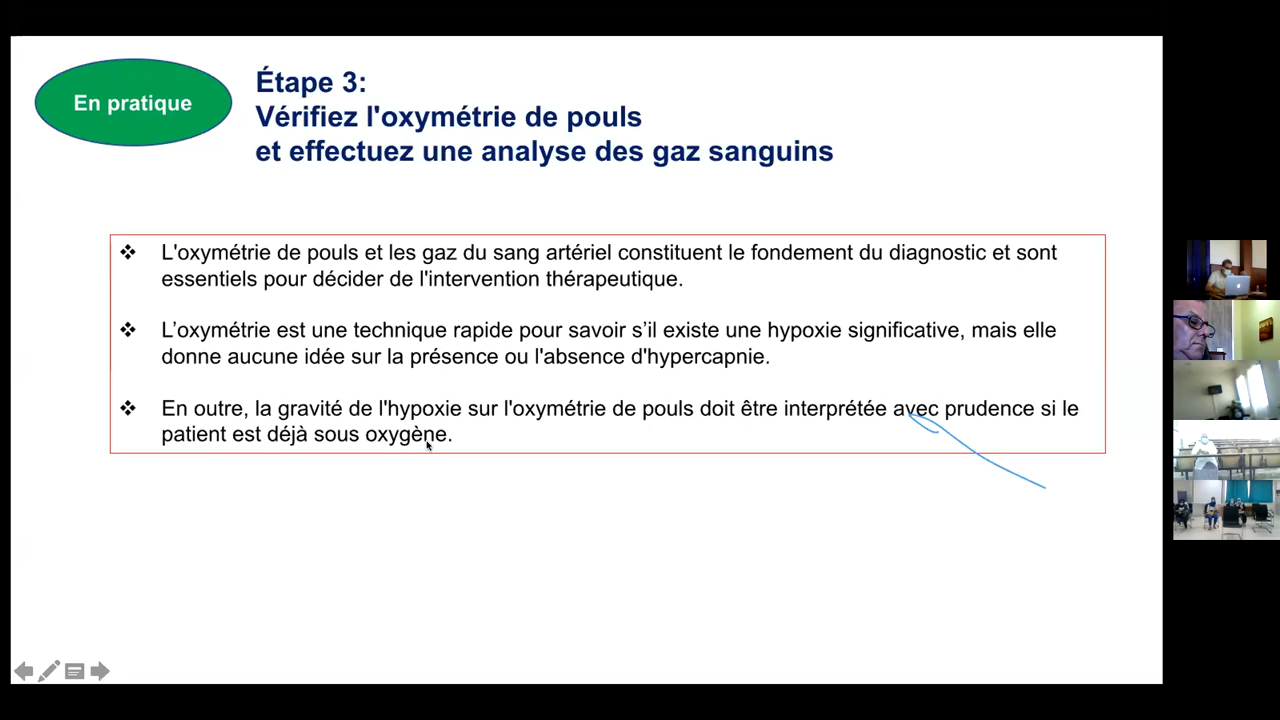 En pratique
Étape 3:
Vérifiez l'oxymétrie de pouls
et effectuez une analyse des gaz sanguins
❖ L'oxymétrie de pouls et les gaz du sang artériel constituent le fondement du diagnostic et sont
essentiels pour décider de l'intervention thérapeutique.
❖ L’oxymétrie est une technique rapide pour savoir s’il existe une hypoxie significative, mais elle
donne aucune idée sur la présence ou l'absence d'hypercapnie.
❖ En outre, la gravité de l'hypoxie sur l'oxymétrie de pouls doit être interprétée avec prudence si le
patient est déjà sous oxygène.